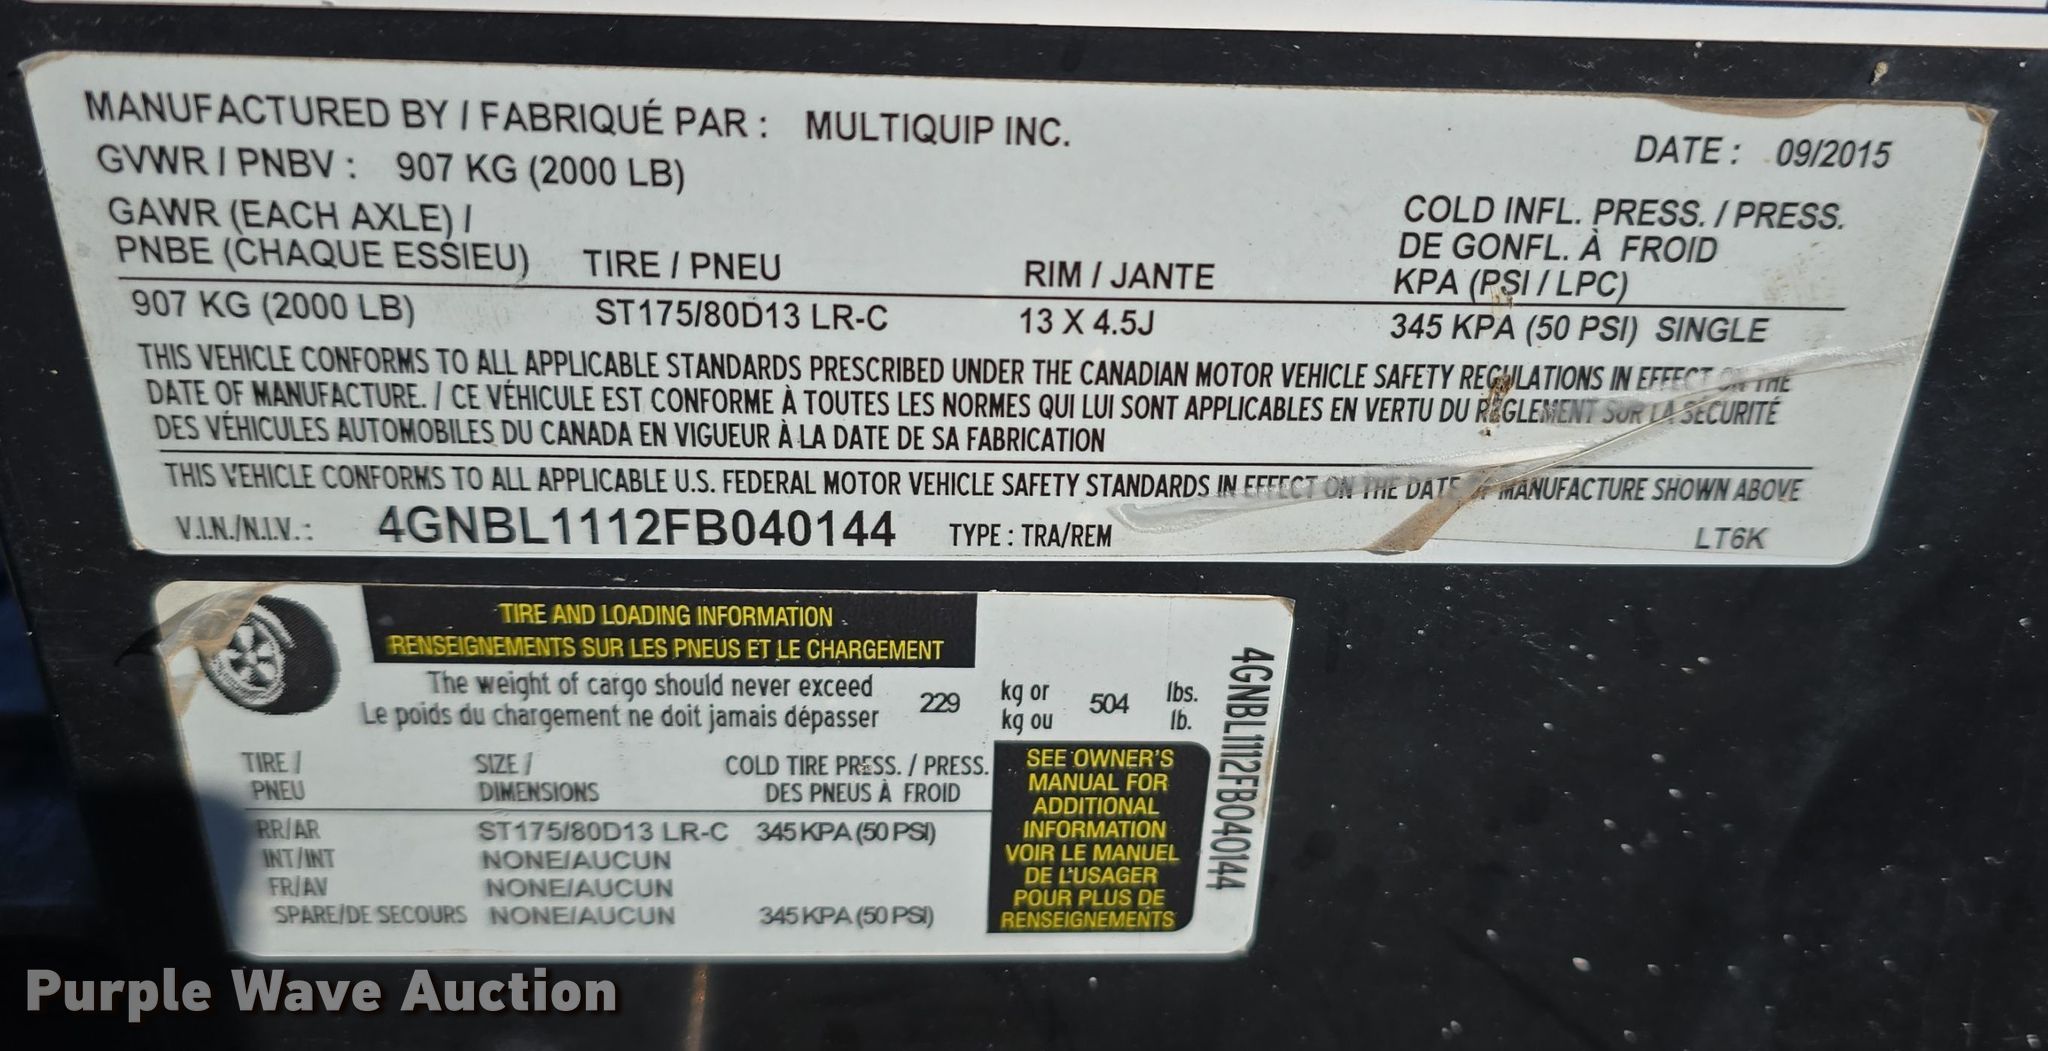 MANUFACTURED BY / FABRIQUÉ PAR : MULTIQUIP INC. DATE : 09/2015
GVWR / PNBV : 907 KG (2000 LB)
GAWR (EACH AXLE) /
PNBE (CHAQUE ESSIEU) TIRE / PNEU RIM / JANTE COLD INFL. PRESS. / PRESS.
DE GONFL. À FROID
KPA (PSI / LPC)
907 KG (2000 LB) ST175/80D13 LR-C 13 X 4.5J 345 KPA (50 PSI) SINGLE
THIS VEHICLE CONFORMS TO ALL APPLICABLE STANDARDS PRESCRIBED UNDER THE CANADIAN MOTOR VEHICLE SAFETY REGULATIONS IN EFFECT ON THE
DATE OF MANUFACTURE. / CE VÉHICULE EST CONFORME À TOUTES LES NORMES QUI LUI SONT APPLICABLES EN VERTU DU RÈGLEMENT SUR LA SÉCURITÉ
DES VÉHICULES AUTOMOBILES DU CANADA EN VIGUEUR À LA DATE DE SA FABRICATION
THIS VEHICLE CONFORMS TO ALL APPLICABLE U.S. FEDERAL MOTOR VEHICLE SAFETY STANDARDS IN EFFECT ON THE DATE OF MANUFACTURE SHOWN ABOVE
V.I.N./N.I.V.: 4GNBL1112FB040144 TYPE : TRA/REM LT6K
TIRE AND LOADING INFORMATION
RENSEIGNEMENTS SUR LES PNEUS ET LE CHARGEMENT
The weight of cargo should never exceed 229 kg or 504 lbs.
Le poids du chargement ne doit jamais dépasser kg ou lb.
TIRE / SIZE / COLD TIRE PRESS. / PRESS.
PNEU DIMENSIONS DES PNEUS À FROID
RR/AR ST175/80D13 LR-C 345 KPA (50 PSI)
INT/INT NONE/AUCUN
FR/AV NONE/AUCUN
SPARE/DE SECOURS NONE/AUCUN 345 KPA (50 PSI)
SEE OWNER'S
MANUAL FOR
ADDITIONAL
INFORMATION
VOIR LE MANUEL
DE L'USAGER
POUR PLUS DE
RENSEIGNEMENTS
4GNBL1112FB040144
Purple Wave Auction